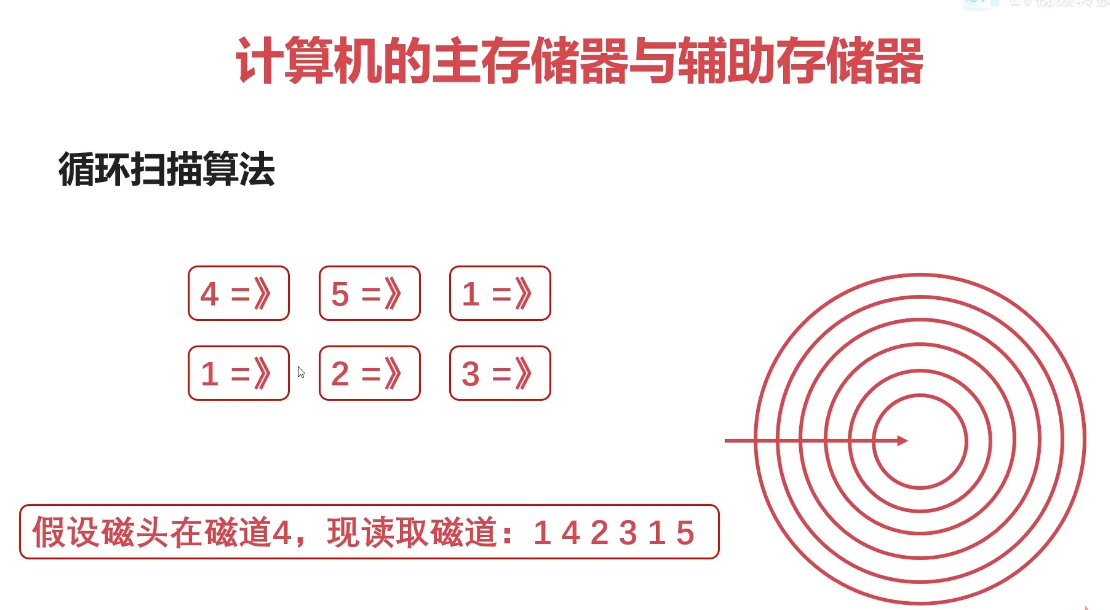 计算机的主存储器与辅助存储器
循环扫描算法
4 =》 5 =》 1 =》
1 =》 2 =》 3 =》
假设磁头在磁道4，现读取磁道：1 4 2 3 1 5